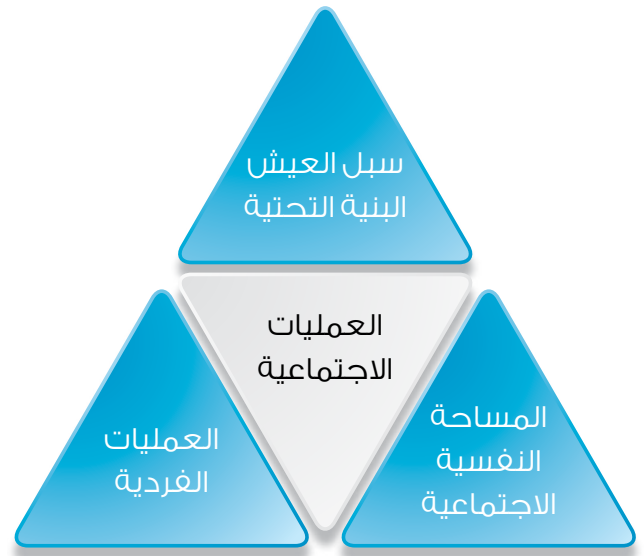 سبل العيش
البنية التحتية
العمليات
الاجتماعية
المساحة
النفسية
الاجتماعية
العمليات
الفردية